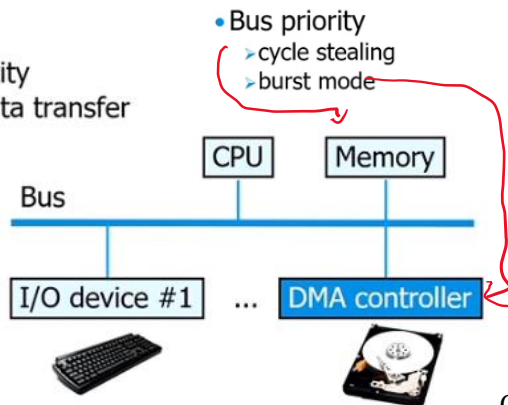 • Bus priority
➢cycle stealing
➢burst mode
ity
ta transfer
CPU
Memory
Bus
I/O device #1
...
DMA controller